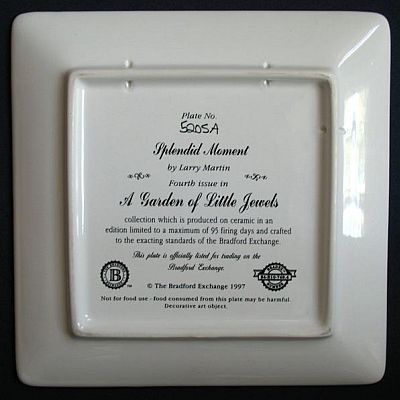 Plate No.
5205A
Splendid Moment
by Larry Martin
Fourth issue in
A Garden of Little Jewels
collection which is produced on ceramic in an
edition limited to a maximum of 95 firing days and crafted
to the exacting standards of the Bradford Exchange.
This plate is officially listed for trading on the
Bradford Exchange.
B
™
© The Bradford Exchange 1997
Not for food use - food consumed from this plate may be harmful.
Decorative art object.